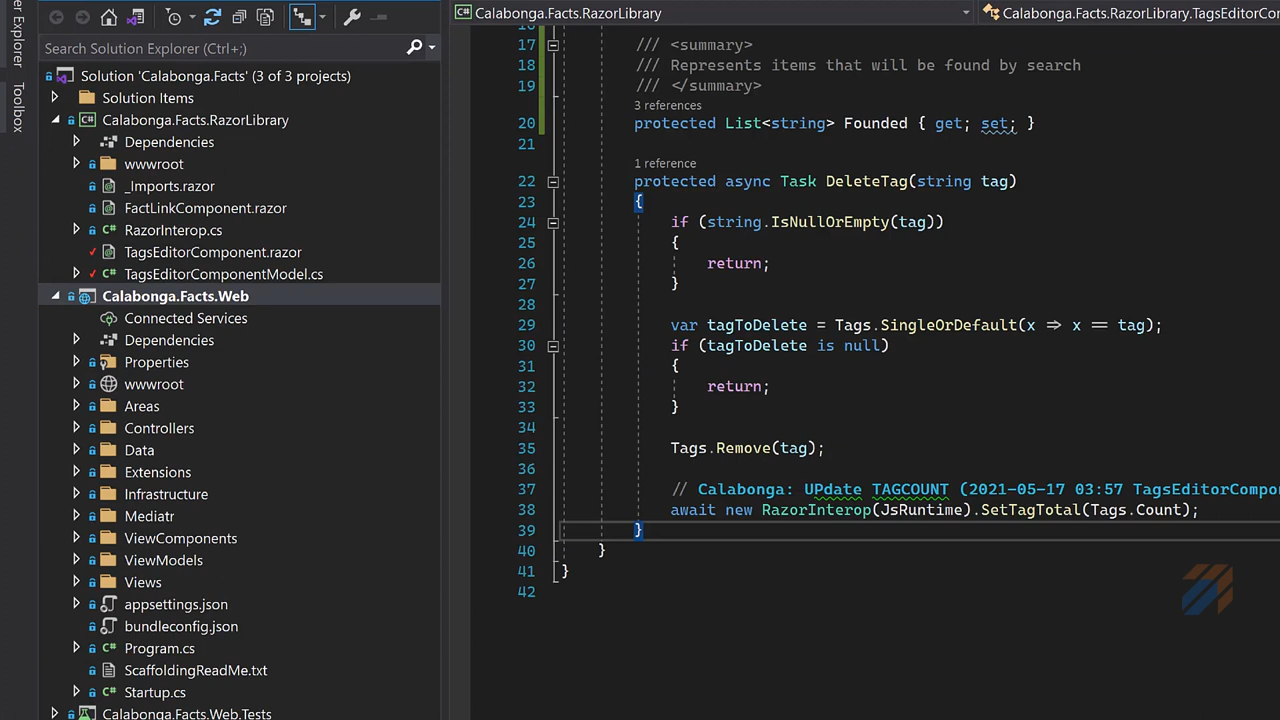 er Explorer
Toolbox
Search Solution Explorer (Ctrl+;)
Solution 'Calabonga.Facts' (3 of 3 projects)
Solution Items
Calabonga.Facts.RazorLibrary
Dependencies
wwwroot
_Imports.razor
FactLinkComponent.razor
RazorInterop.cs
TagsEditorComponent.razor
TagsEditorComponentModel.cs
Calabonga.Facts.Web
Connected Services
Dependencies
Properties
wwwroot
Areas
Controllers
Data
Extensions
Infrastructure
Mediatr
ViewComponents
ViewModels
Views
appsettings.json
bundleconfig.json
Program.cs
ScaffoldingReadMe.txt
Startup.cs
Calabonga.Facts.Web.Tests
Calabonga.Facts.RazorLibrary
Calabonga.Facts.RazorLibrary.TagsEditorCom
16
17 /// <summary>
18 /// Represents items that will be found by search
19 /// </summary>
3 references
20 protected List<string> Founded { get; set; }
21
1 reference
22 protected async Task DeleteTag(string tag)
23 {
24 if (string.IsNullOrEmpty(tag))
25 {
26 return;
27 }
28
29 var tagToDelete = Tags.SingleOrDefault(x => x == tag);
30 if (tagToDelete is null)
31 {
32 return;
33 }
34
35 Tags.Remove(tag);
36
37 // Calabonga: UPdate TAGCOUNT (2021-05-17 03:57 TagsEditorCompo
38 await new RazorInterop(JsRuntime).SetTagTotal(Tags.Count);
39 }
40 }
41 }
42